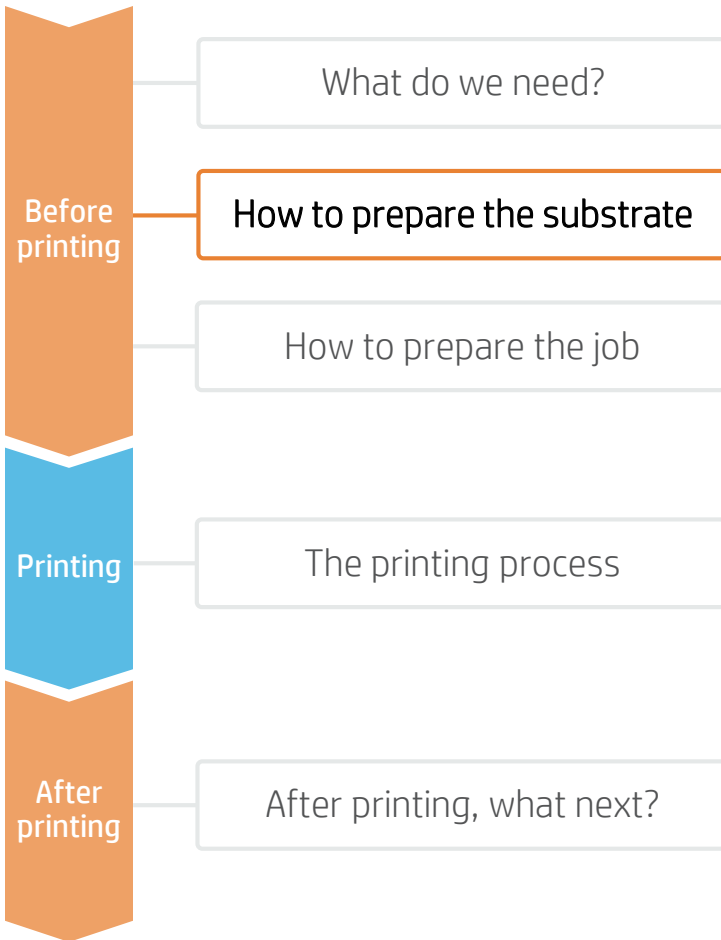 What do we need?
Before
printing
How to prepare the substrate
How to prepare the job
Printing
The printing process
After
printing
After printing, what next?